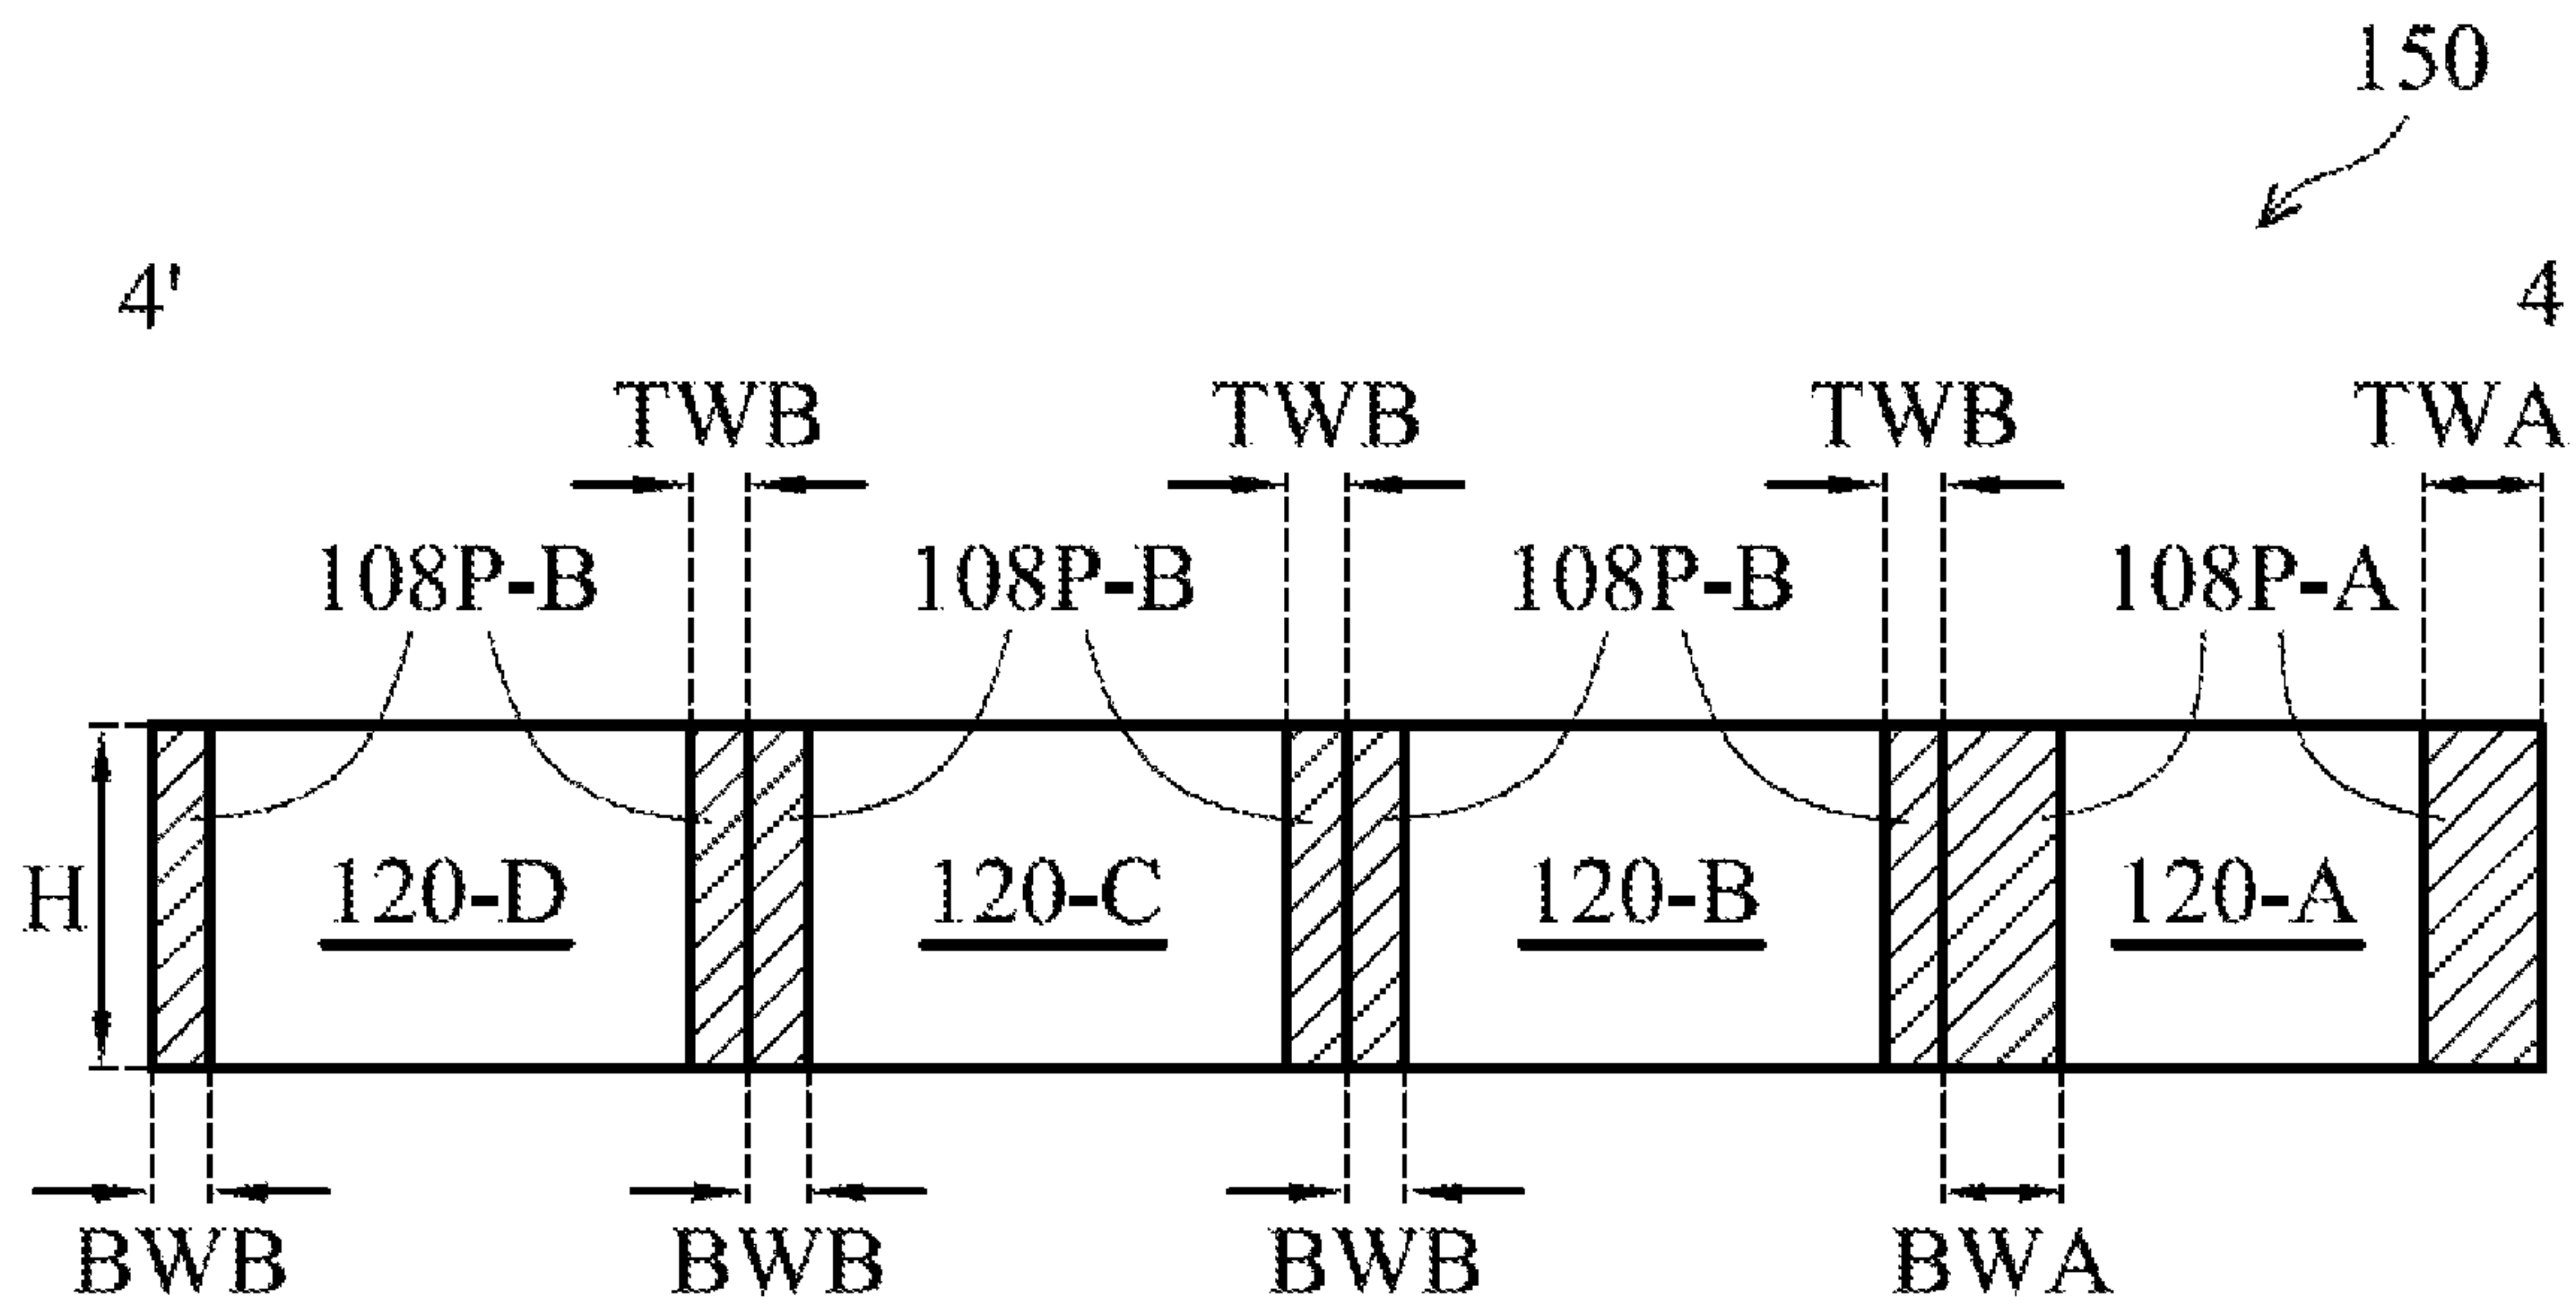 150
4' 4
TWB TWB TWB TWA
108P-B 108P-B 108P-B 108P-A
H 120-D 120-C 120-B 120-A
BWB BWB BWB BWA